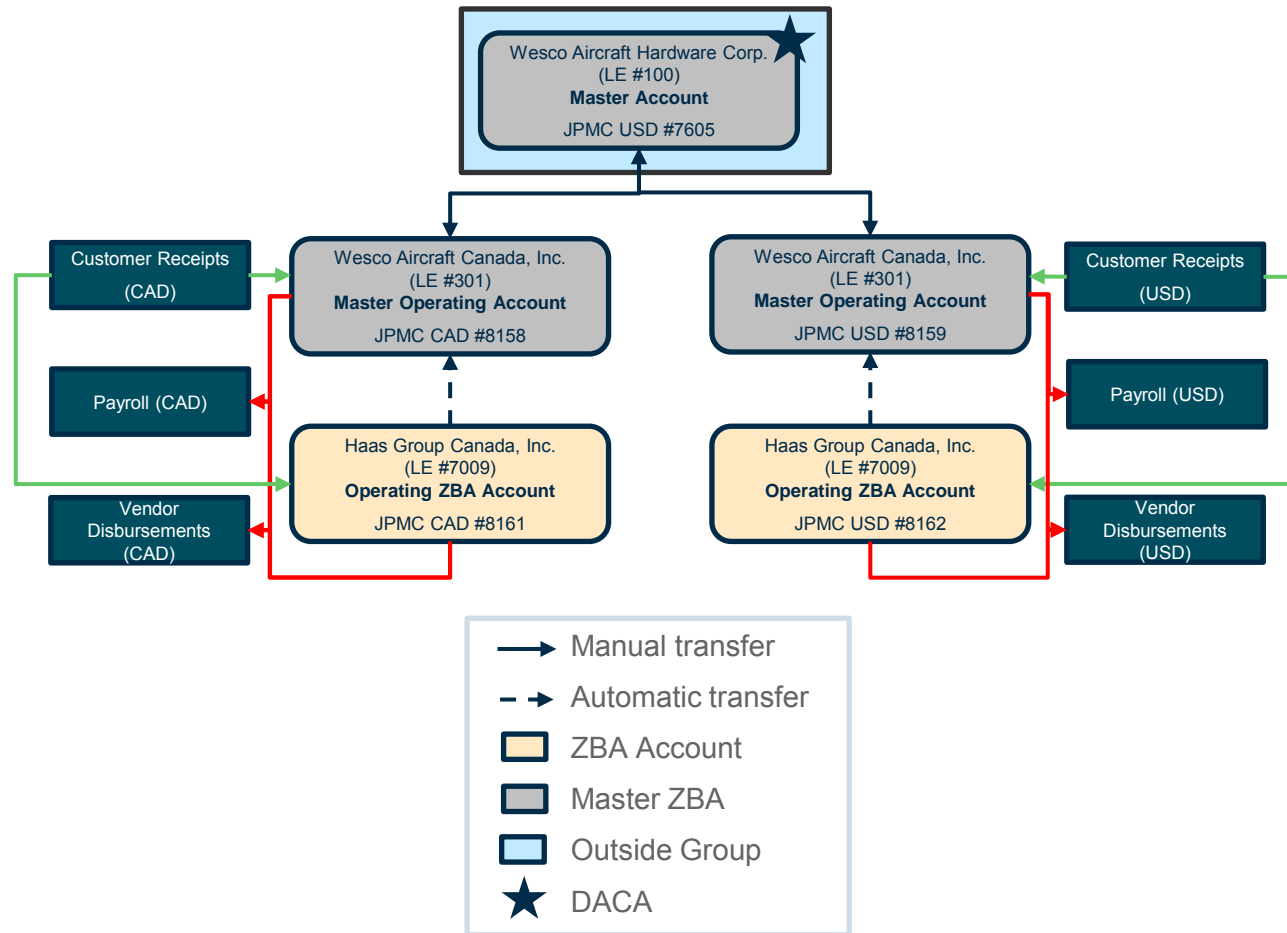 Wesco Aircraft Hardware Corp.
(LE #100)
Master Account
JPMC USD #7605
Customer Receipts
(CAD)
Wesco Aircraft Canada, Inc.
(LE #301)
Master Operating Account
JPMC CAD #8158
Wesco Aircraft Canada, Inc.
(LE #301)
Master Operating Account
JPMC USD #8159
Customer Receipts
(USD)
Payroll (CAD)
Payroll (USD)
Haas Group Canada, Inc.
(LE #7009)
Operating ZBA Account
JPMC CAD #8161
Haas Group Canada, Inc.
(LE #7009)
Operating ZBA Account
JPMC USD #8162
Vendor
Disbursements
(CAD)
Vendor
Disbursements
(USD)
Manual transfer
Automatic transfer
ZBA Account
Master ZBA
Outside Group
DACA